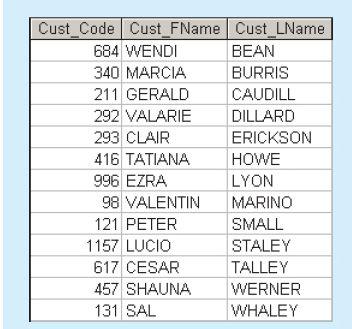 Cust_Code Cust_FName Cust_LName
684 WENDI BEAN
340 MARCIA BURRIS
211 GERALD CAUDILL
292 VALARIE DILLARD
293 CLAIR ERICKSON
416 TATIANA HOWE
996 EZRA LYON
98 VALENTIN MARINO
121 PETER SMALL
1157 LUCIO STALEY
617 CESAR TALLEY
457 SHAUNA WERNER
131 SAL WHALEY